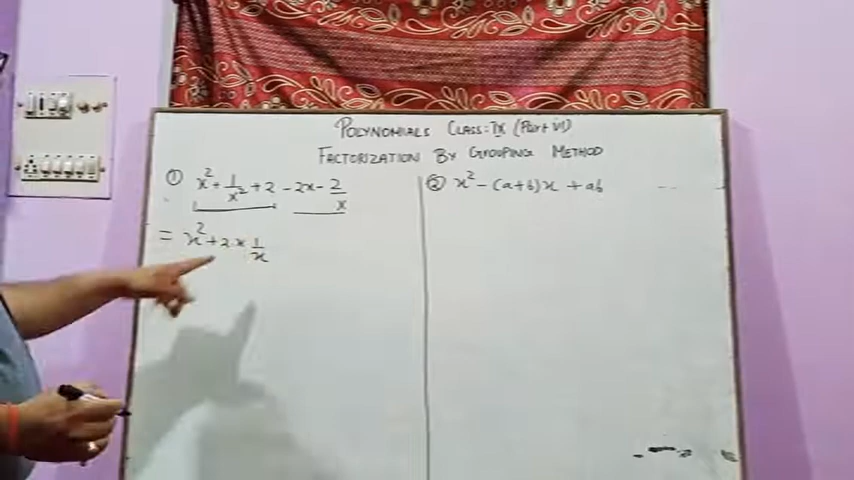 POLYNOMIALS CLASS:- IX (Part VI)
FACTORIZATION BY GROUPING METHOD
① x² + 1/x² + 2 - 2x - 2/x
= x² + 2 · x 1/x
② x² - (a+b)x + ab